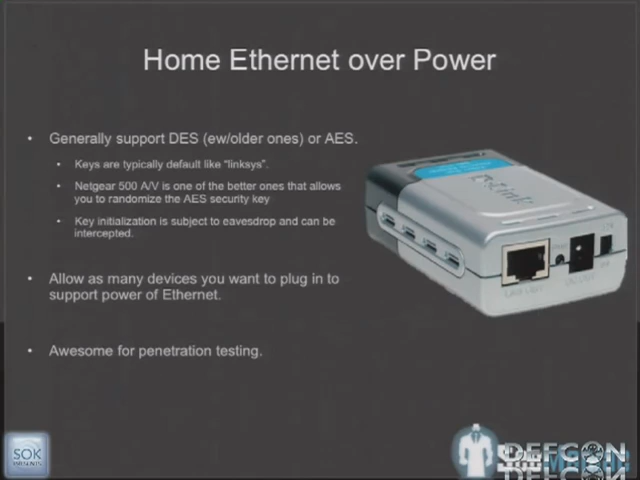 Home Ethernet over Power
• Generally support DES (ew/older ones) or AES.
• Keys are typically default like “linksys”.
• Netgear 500 A/V is one of the better ones that allows
you to randomize the AES security key
• Key initialization is subject to eavesdrop and can be
intercepted.
• Allow as many devices you want to plug in to
support power of Ethernet.
• Awesome for penetration testing.
D-Link
SOK
DEFCON